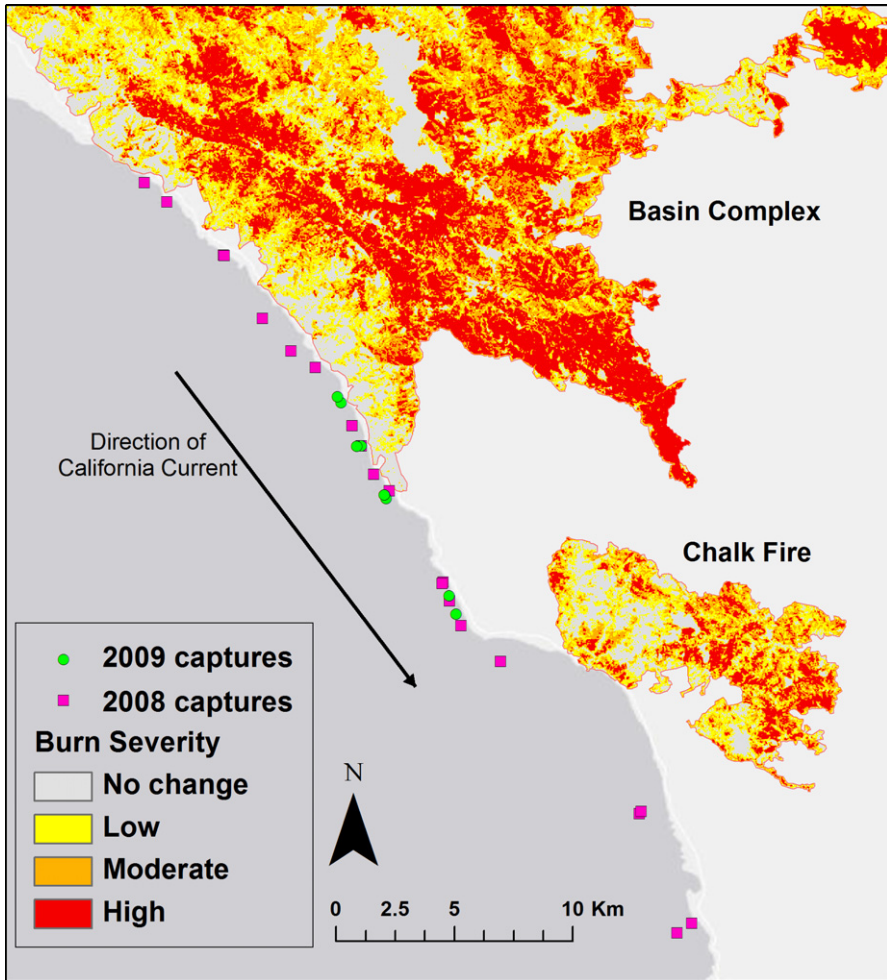 Basin Complex
Direction of
California Current
Chalk Fire
2009 captures
2008 captures
Burn Severity
No change
Low
Moderate
High
N
0 2.5 5 10 Km